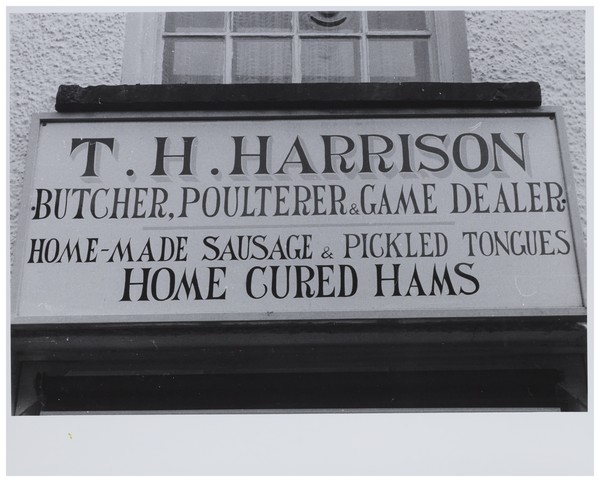 T. H. HARRISON
·BUTCHER, POULTERER & GAME DEALER·
HOME-MADE SAUSAGE & PICKLED TONGUES
HOME CURED HAMS